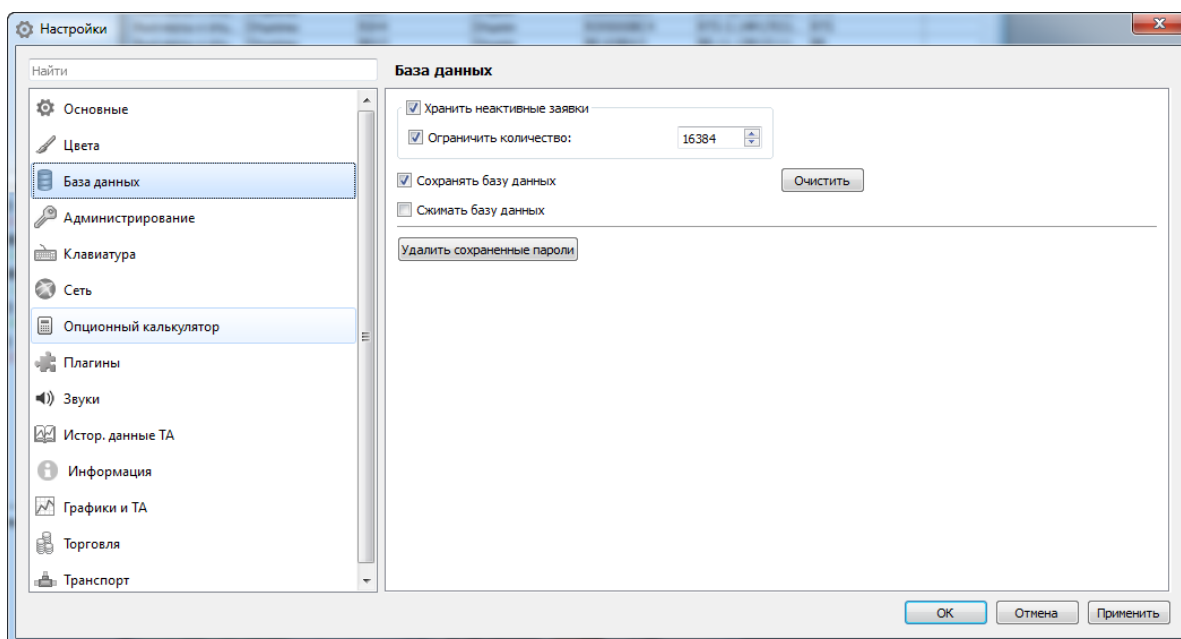 Настройки
Найти
База данных
Основные
Цвета
База данных
Администрирование
Клавиатура
Сеть
Опционный калькулятор
Плагины
Звуки
Истор. данные ТА
Информация
Графики и ТА
Торговля
Транспорт
Хранить неактивные заявки
Ограничить количество: 16384
Сохранять базу данных Очистить
Сжимать базу данных
Удалить сохраненные пароли
OK Отмена Применить